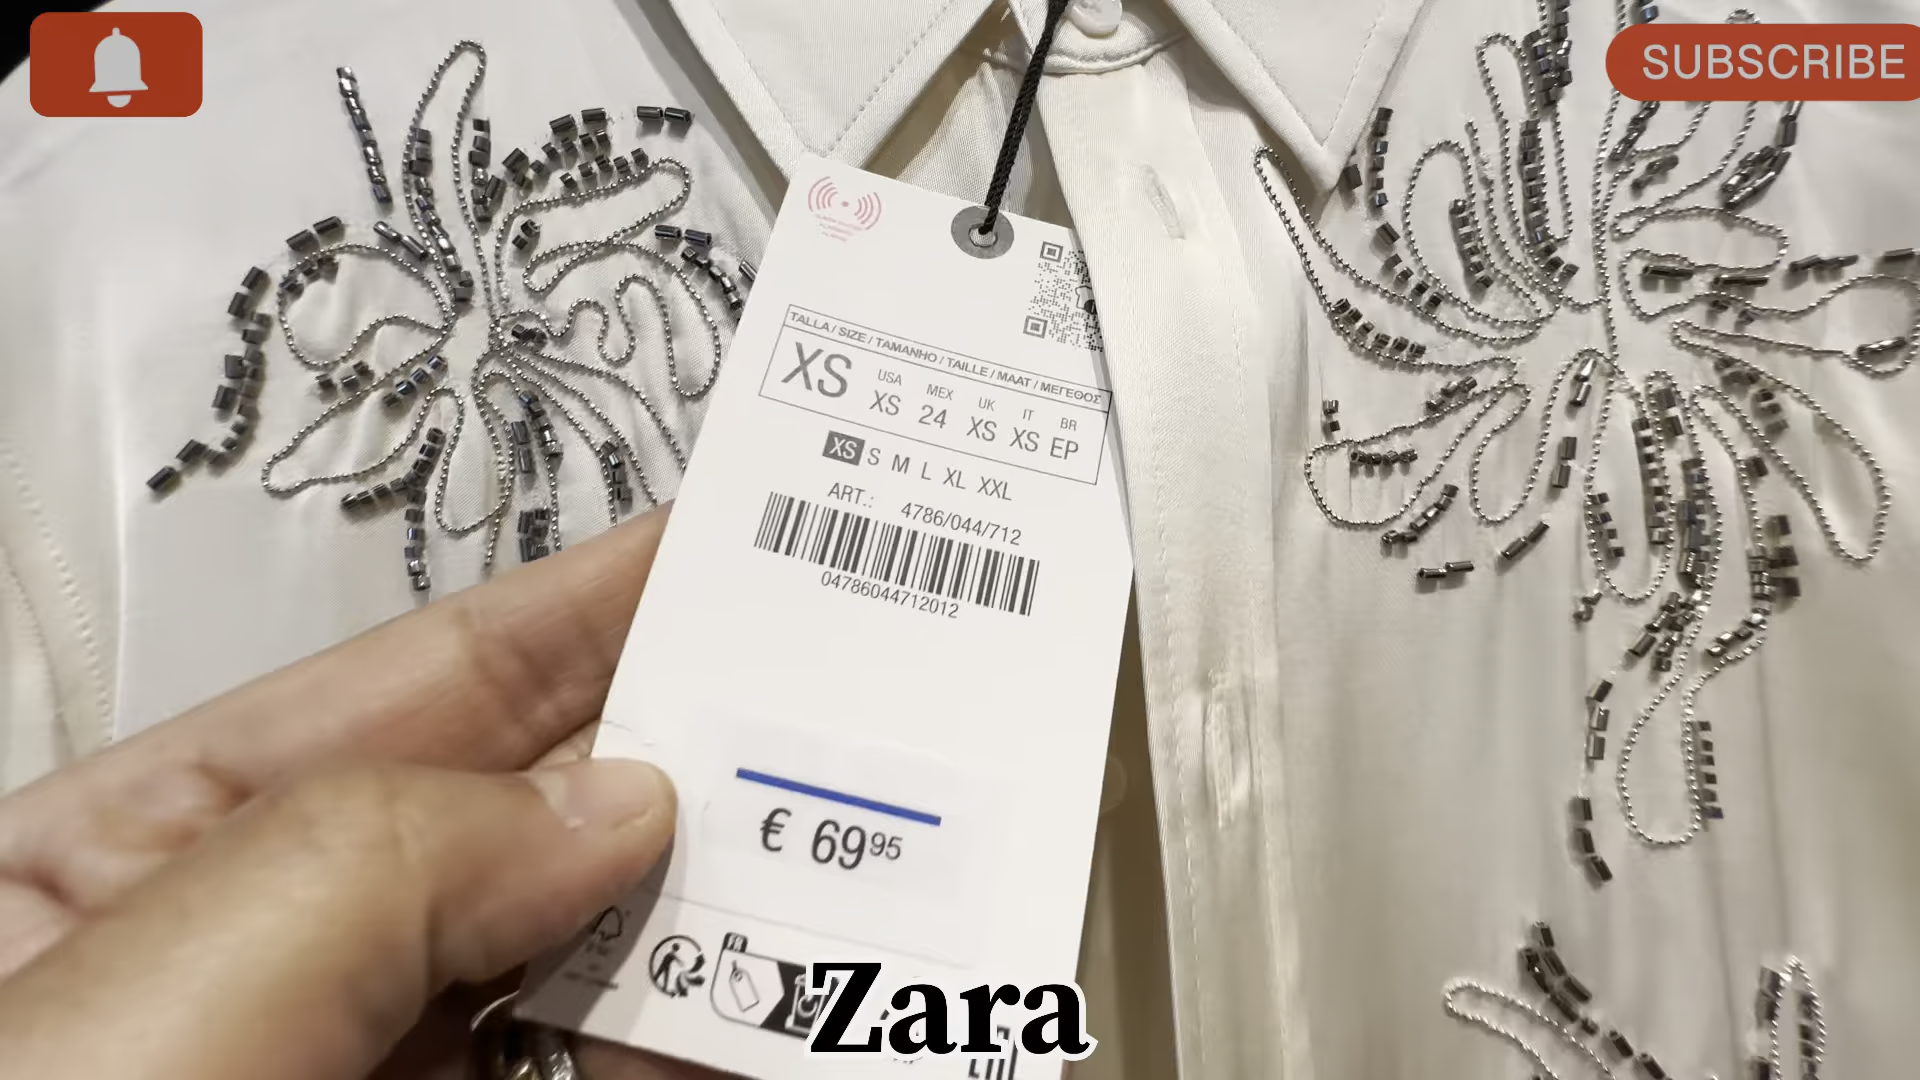 SUBSCRIBE
TALLA / SIZE / TAMANHO / TAILLE / MAAT / ΜΕΓΕΘΟΣ
XS
USA MEX UK IT BR
XS 24 XS XS EP
XS S M L XL XXL
ART.: 4786/044/712
04786044712012
€ 69 95
FR
Zara